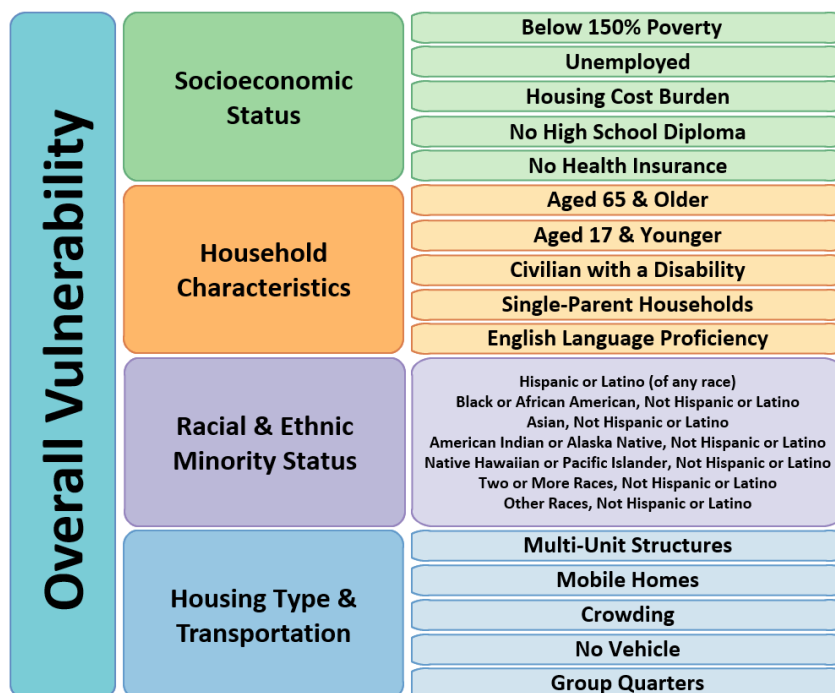 Overall Vulnerability
Socioeconomic
Status
Below 150% Poverty
Unemployed
Housing Cost Burden
No High School Diploma
No Health Insurance
Household
Characteristics
Aged 65 & Older
Aged 17 & Younger
Civilian with a Disability
Single-Parent Households
English Language Proficiency
Racial & Ethnic
Minority Status
Hispanic or Latino (of any race)
Black or African American, Not Hispanic or Latino
Asian, Not Hispanic or Latino
American Indian or Alaska Native, Not Hispanic or Latino
Native Hawaiian or Pacific Islander, Not Hispanic or Latino
Two or More Races, Not Hispanic or Latino
Other Races, Not Hispanic or Latino
Housing Type &
Transportation
Multi-Unit Structures
Mobile Homes
Crowding
No Vehicle
Group Quarters